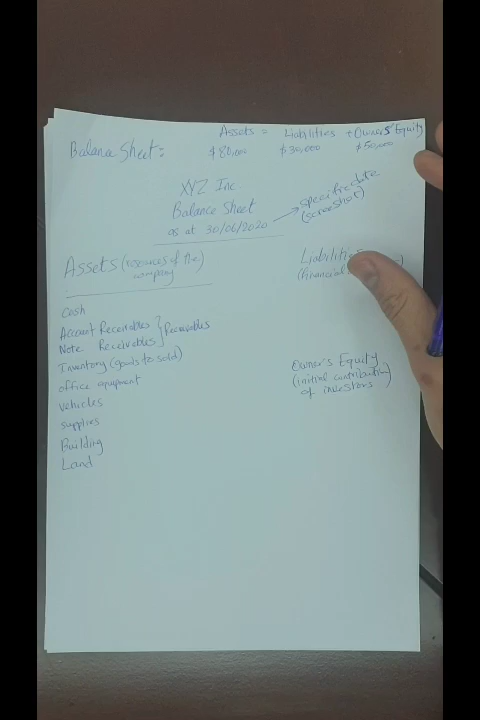 Assets = Liabilities + Owner's Equity
Balance Sheet: $80,000 $30,000 $50,000
XYZ Inc.
Balance Sheet
as at 30/06/2020
specific date
(screeshot)
Assets (resources of the
company)
Liabilities
(financial
Cash
Account Receivables
Note Receivables
Receivables
Inventory (goods to sold)
office equipment
vehicles
supplies
Building
Land
Owner's Equity
(initial contribution
of investors)